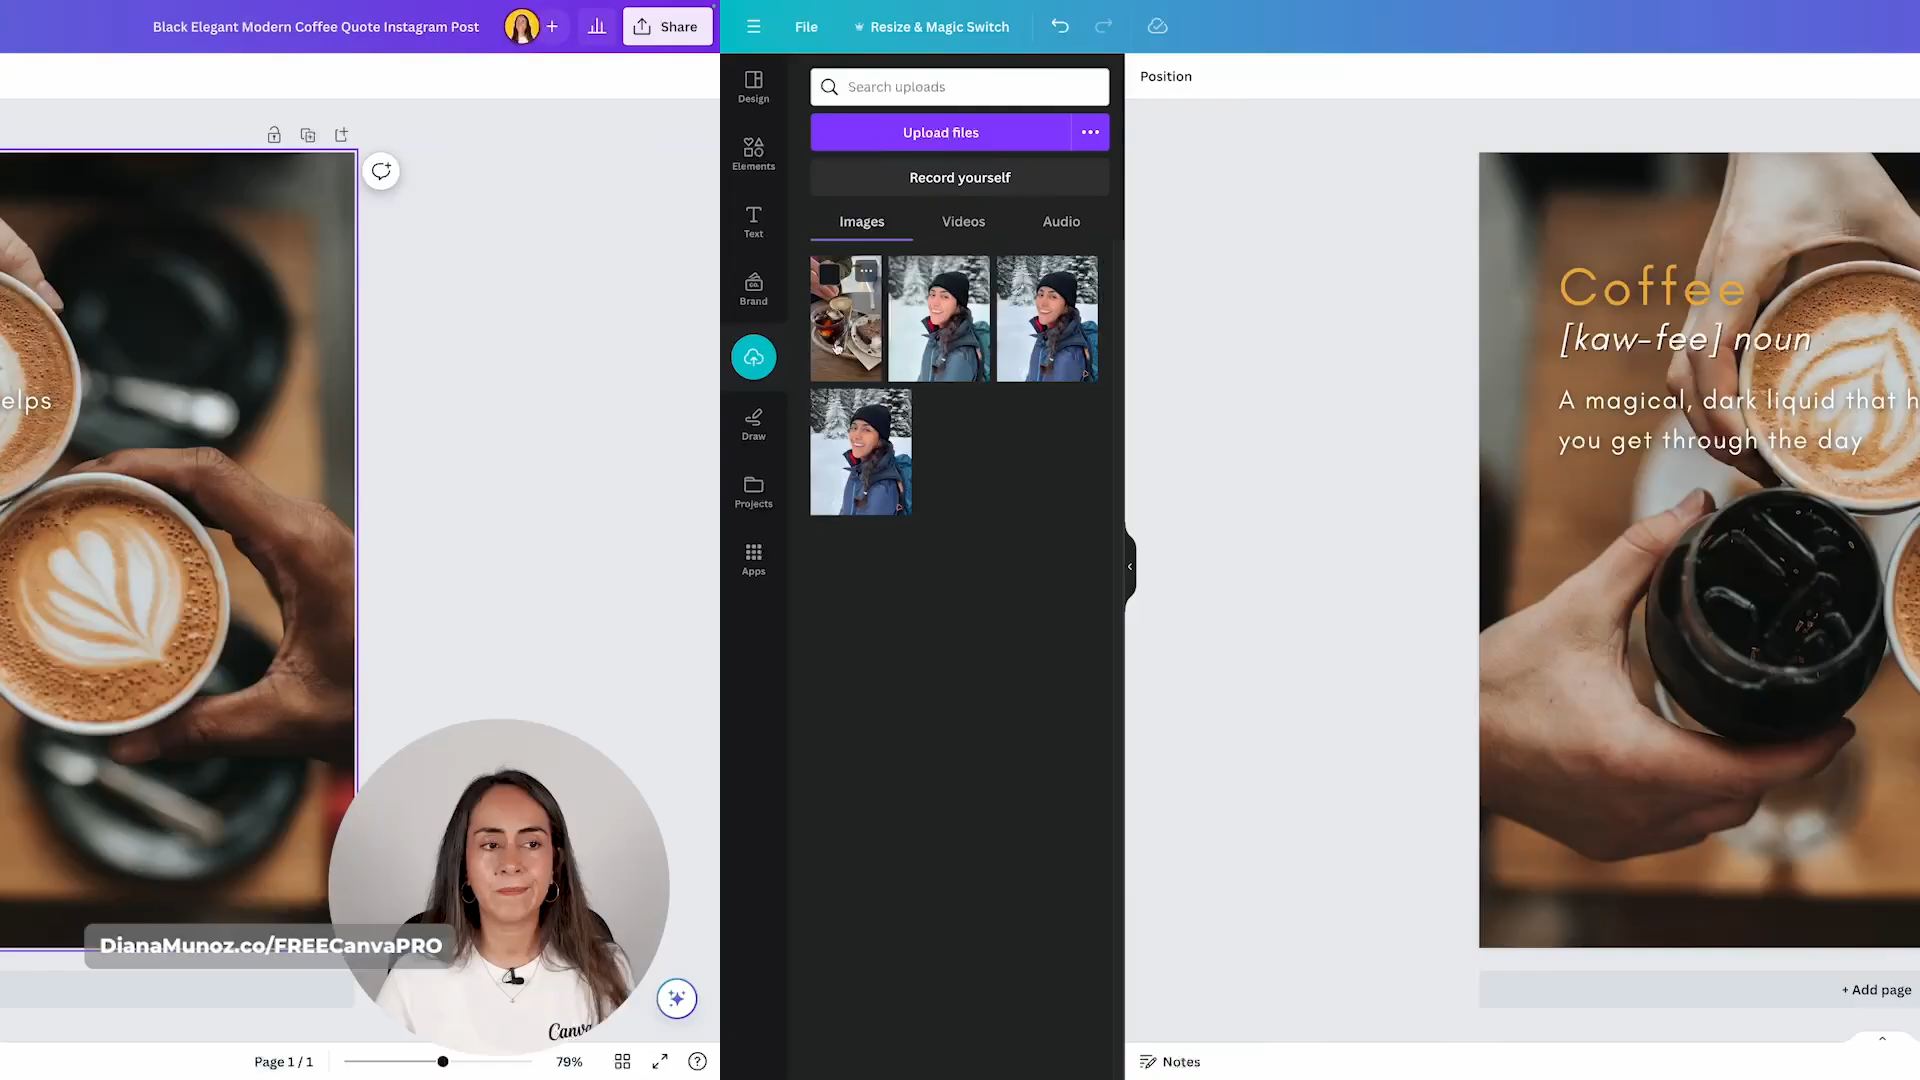 Black Elegant Modern Coffee Quote Instagram Post
Share
elps
DianaMunoz.co/FREECanvaPRO
Canva
Page 1 / 1
79%
File
Resize & Magic Switch
Design
Elements
Text
Brand
Draw
Projects
Apps
Search uploads
Upload files
Record yourself
Images
Videos
Audio
Position
Coffee
[kaw-fee] noun
A magical, dark liquid that h
you get through the day
+ Add page
Notes